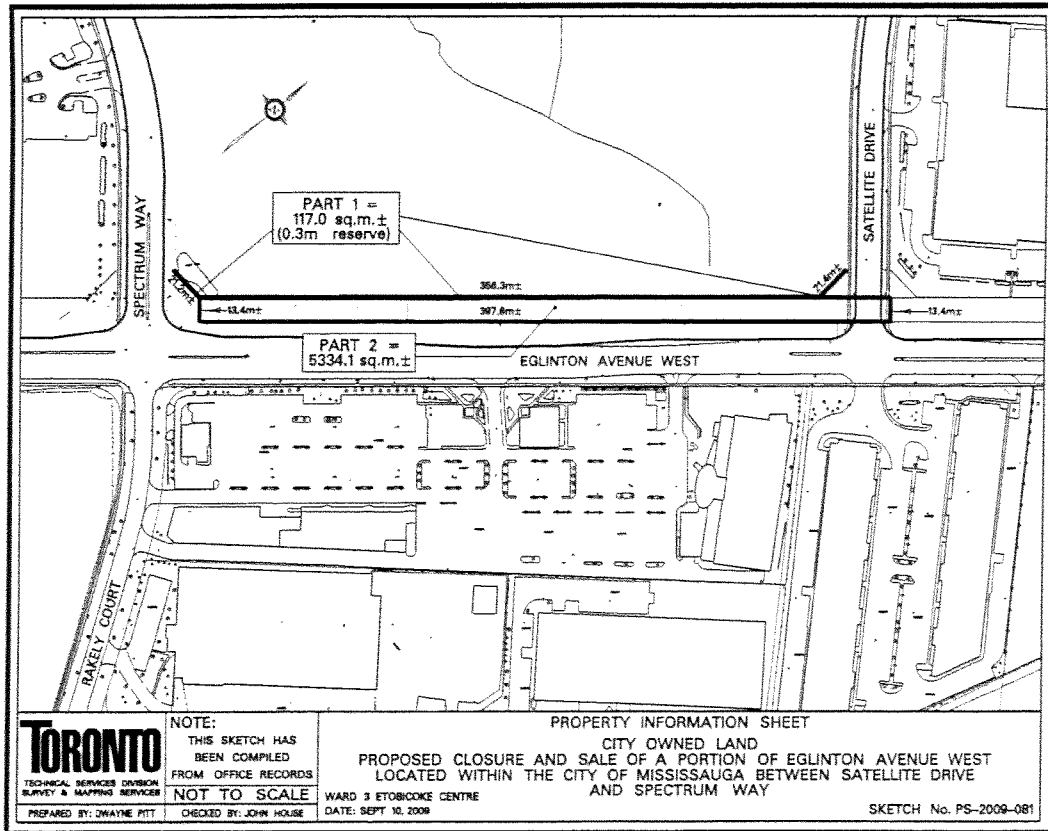 SPECTRUM WAY
SATELLITE DRIVE
PART 1 =
117.0 sq.m.±
(0.3m reserve)
21.2m±
356.3m±
21.4m±
13.4m±
397.8m±
13.4m±
PART 2 =
5334.1 sq.m.±
EGLINTON AVENUE WEST
RAKELY COURT
TORONTO
TECHNICAL SERVICES DIVISION
SURVEY & MAPPING SERVICES
PREPARED BY: DWAYNE PITT
NOTE:
THIS SKETCH HAS
BEEN COMPILED
FROM OFFICE RECORDS
NOT TO SCALE
CHECKED BY: JOHN HOUSE
PROPERTY INFORMATION SHEET
CITY OWNED LAND
PROPOSED CLOSURE AND SALE OF A PORTION OF EGLINTON AVENUE WEST
LOCATED WITHIN THE CITY OF MISSISSAUGA BETWEEN SATELLITE DRIVE
AND SPECTRUM WAY
WARD 3 ETOBICOKE CENTRE
DATE: SEPT 10, 2009
SKETCH No. PS-2009-081